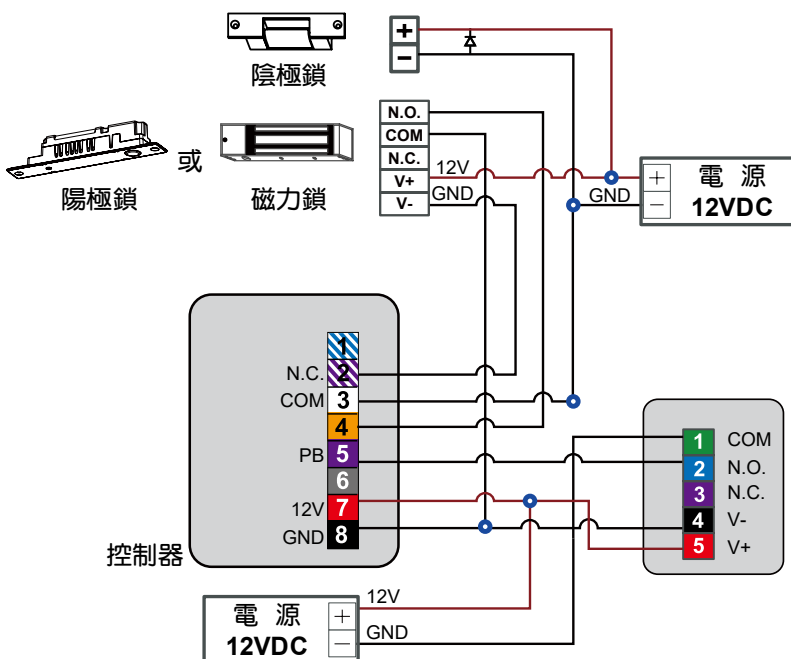 +
−
陰極鎖
N.O.
COM
N.C.
V+
V-
12V
GND
或
陽極鎖
磁力鎖
GND
+
−
電 源
12VDC
1
N.C. 2
COM 3
4
PB 5
6
12V 7
GND 8
控制器
1 COM
2 N.O.
3 N.C.
4 V-
5 V+
電 源
12VDC
+
−
12V
GND